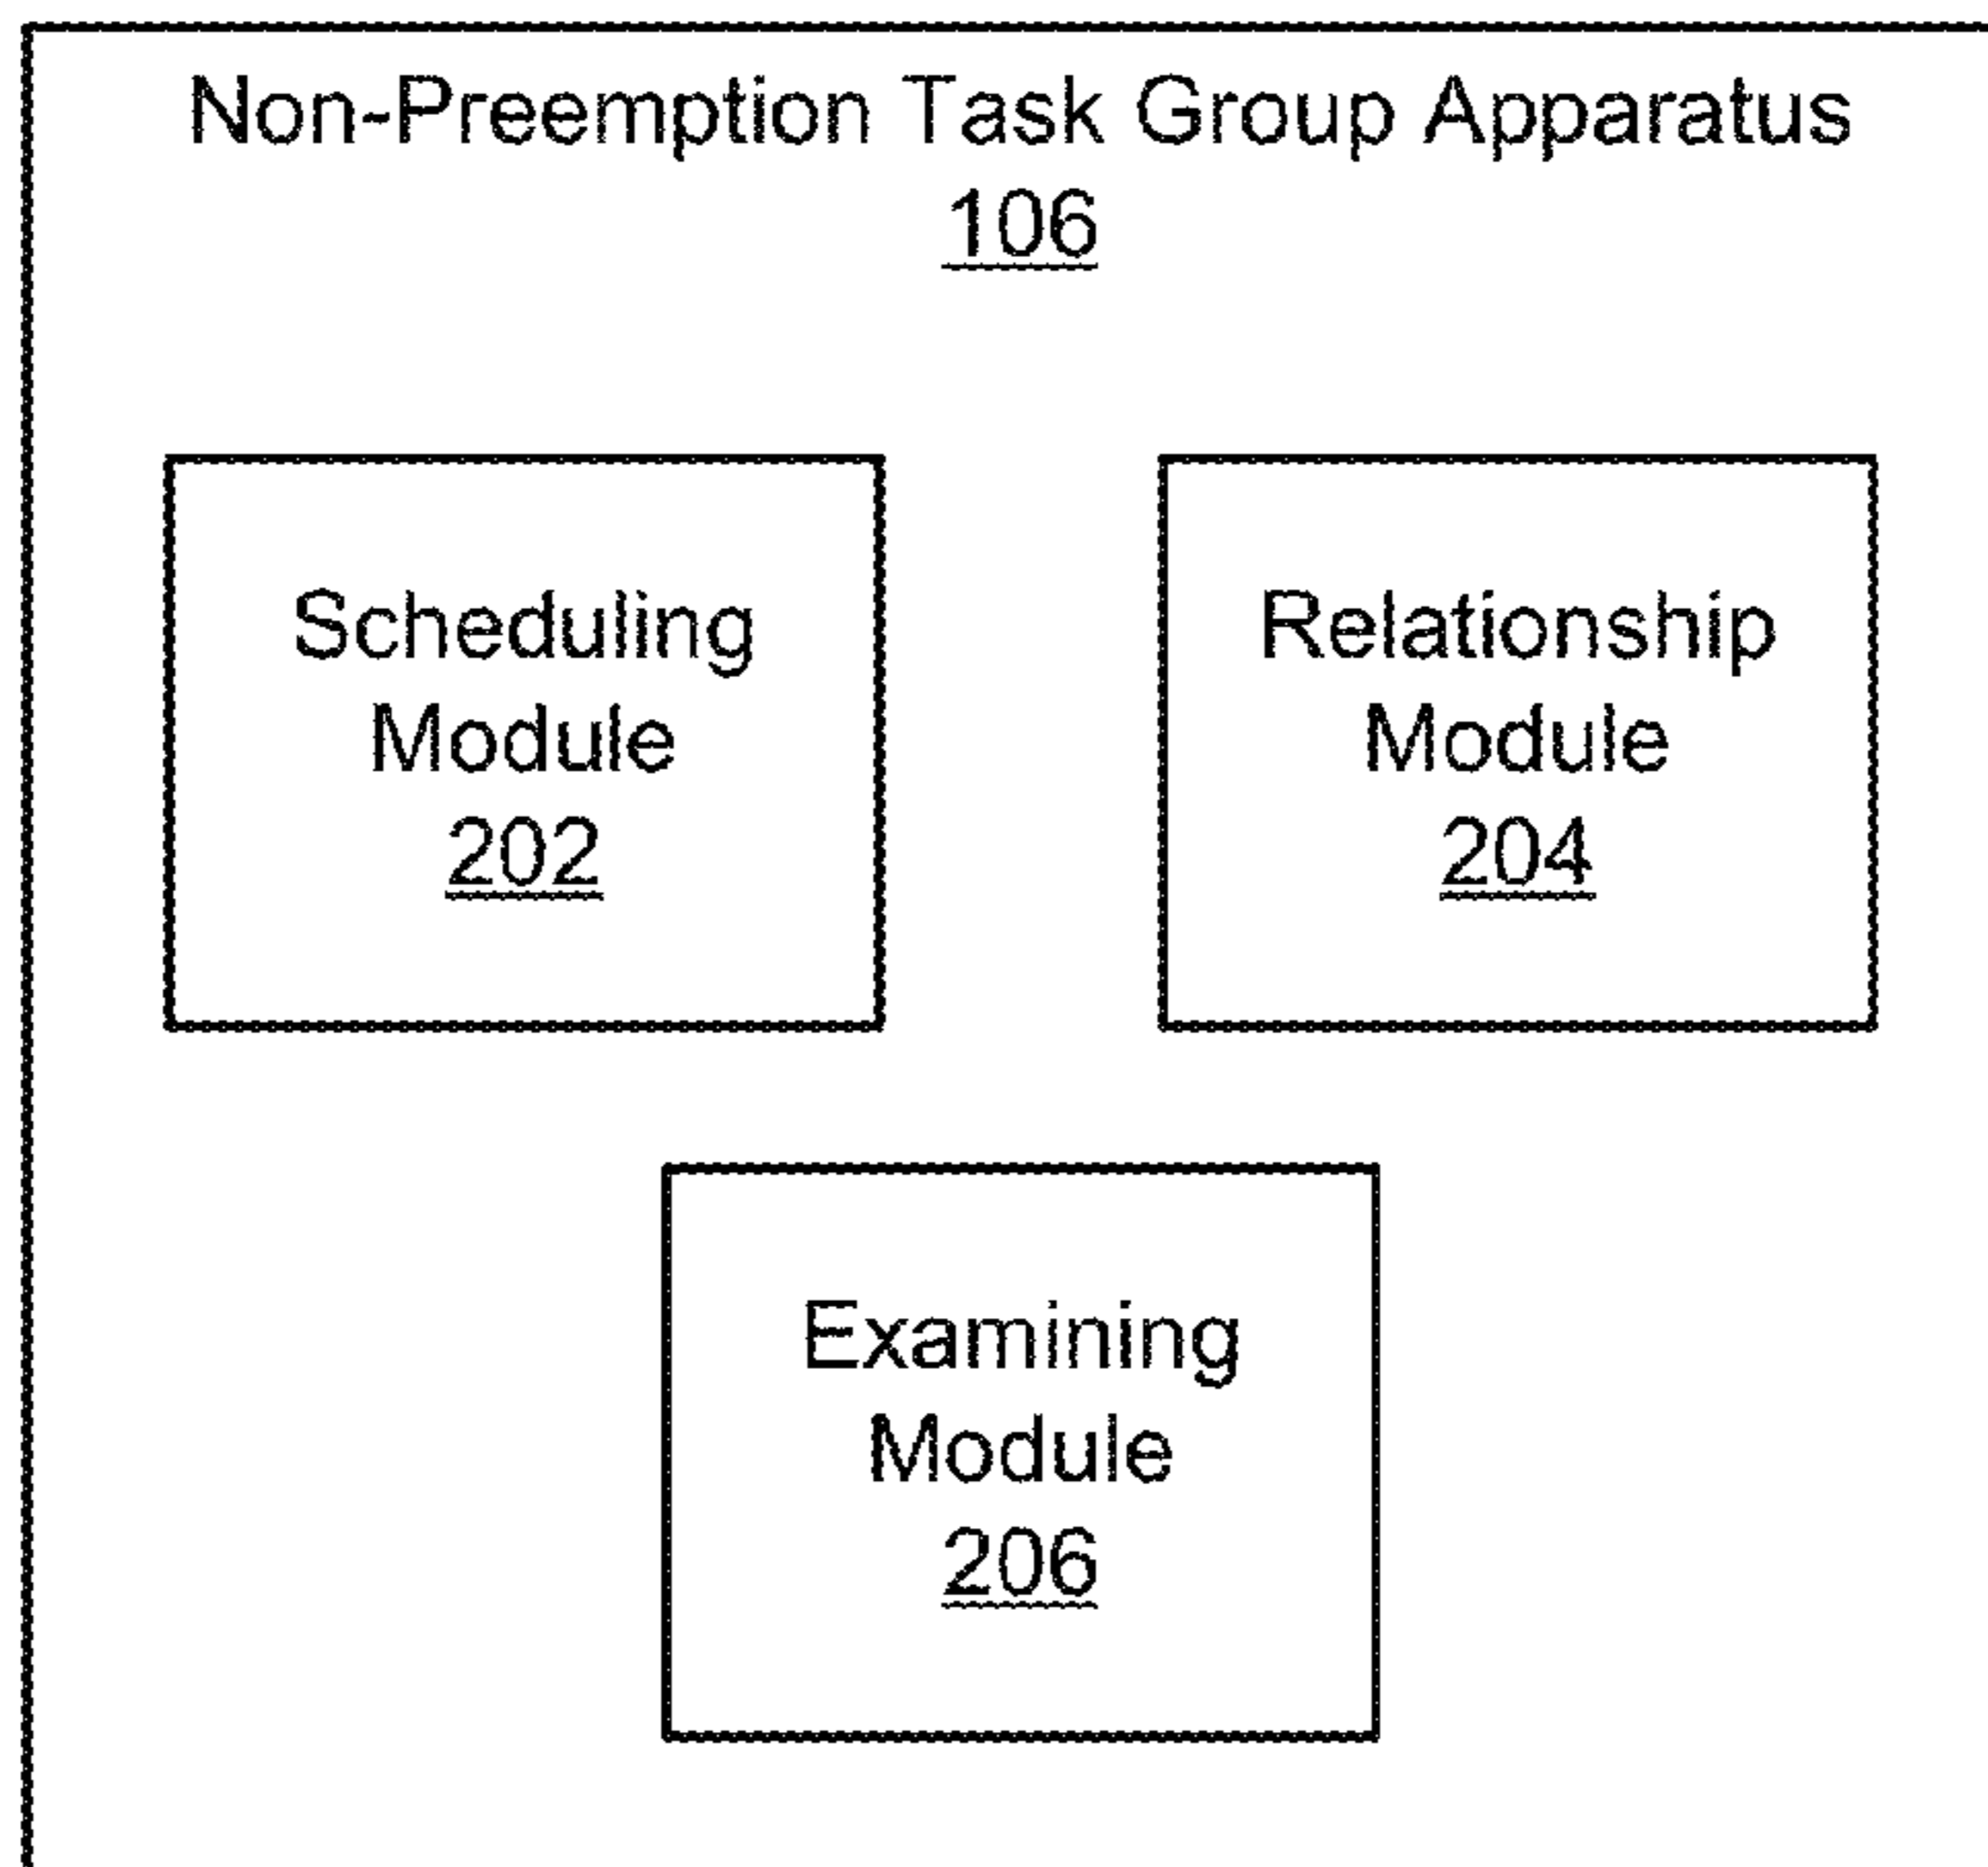 Non-Preemption Task Group Apparatus
106
Scheduling
Module
202
Relationship
Module
204
Examining
Module
206